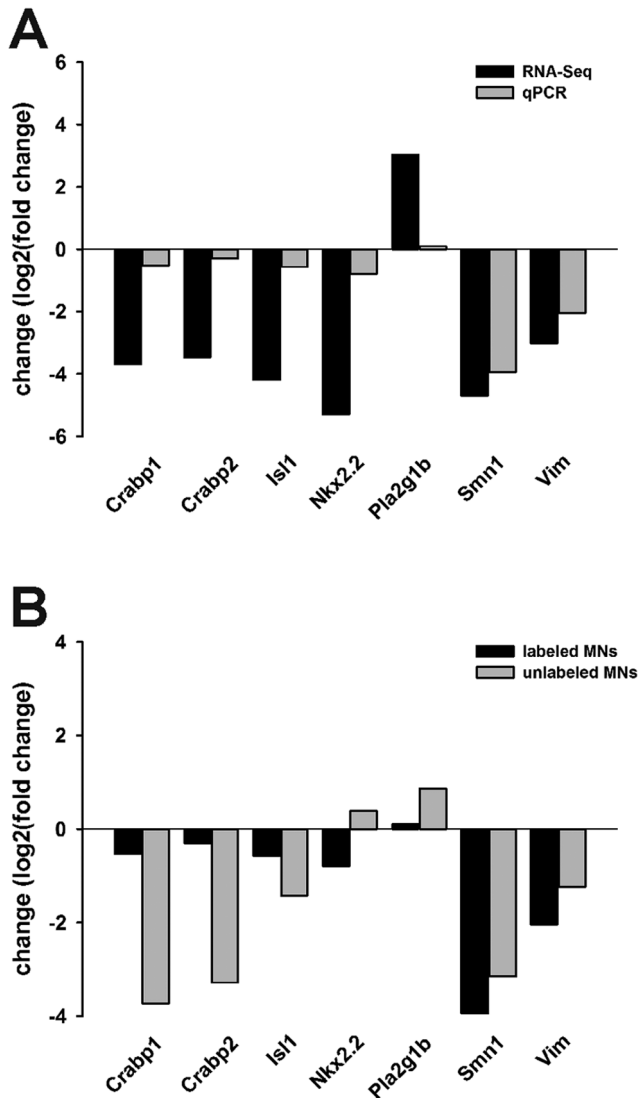 A
6
4
2
0
-2
-4
-6
change (log2(fold change)
RNA-Seq
qPCR
Crabp1
Crabp2
Isl1
Nkx2.2
Pla2g1b
Smn1
Vim
B
4
2
0
-2
-4
change (log2(fold change)
labeled MNs
unlabeled MNs
Crabp1
Crabp2
Isl1
Nkx2.2
Pla2g1b
Smn1
Vim